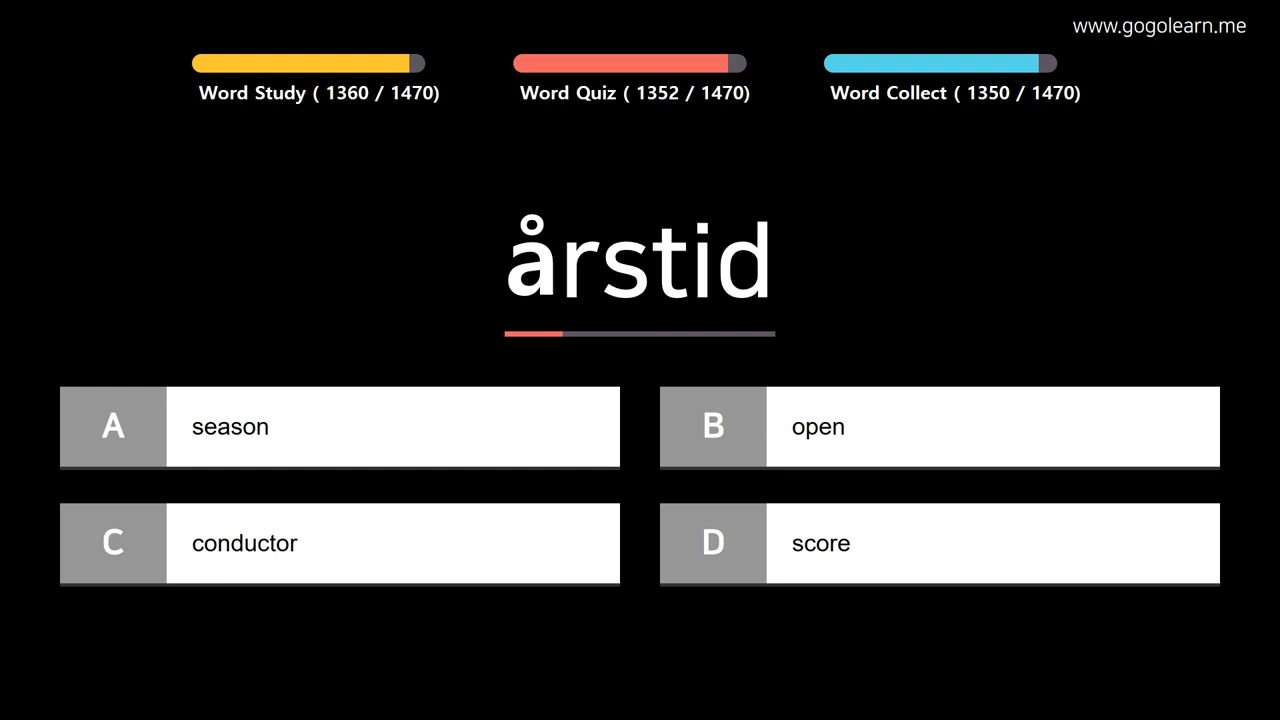 www.gogolearn.me
Word Study ( 1360 / 1470)
Word Quiz ( 1352 / 1470)
Word Collect ( 1350 / 1470)
årstid
A season
B open
C conductor
D score